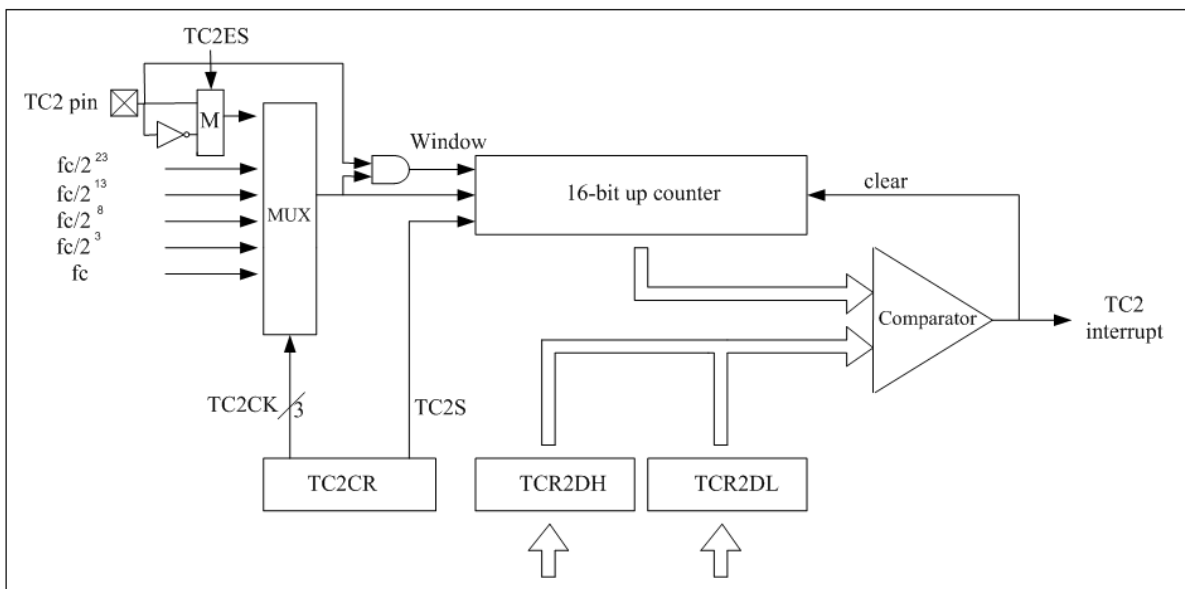 TC2ES
TC2 pin
M
Window
fc/2 23
fc/2 13
fc/2 8
fc/2 3
fc
MUX
16-bit up counter
clear
Comparator
TC2
interrupt
TC2CK
3
TC2S
TC2CR
TCR2DH
TCR2DL